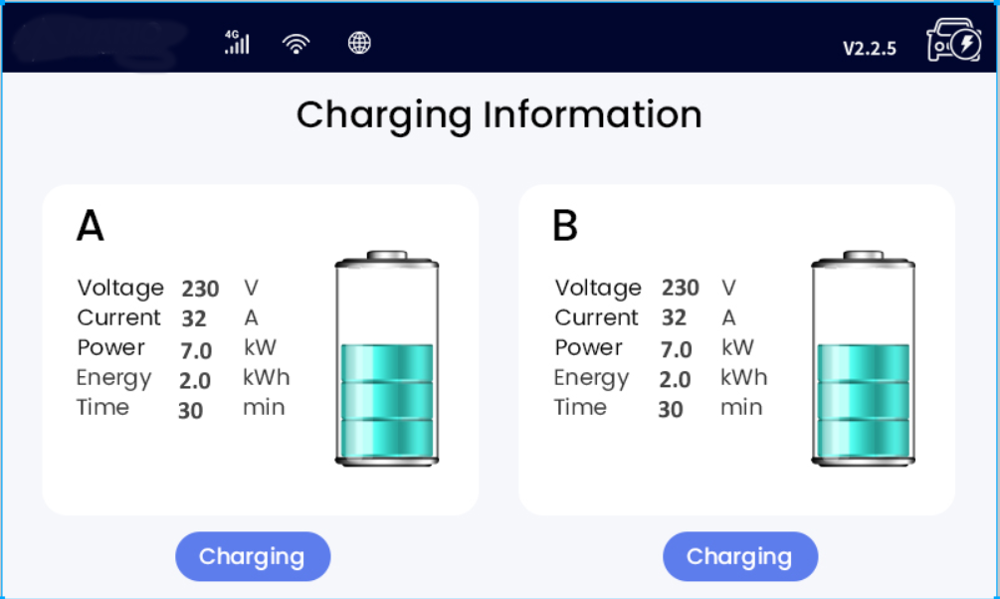 4G
V2.2.5
Charging Information
A
Voltage 230 V
Current 32 A
Power 7.0 kW
Energy 2.0 kWh
Time 30 min
Charging
B
Voltage 230 V
Current 32 A
Power 7.0 kW
Energy 2.0 kWh
Time 30 min
Charging